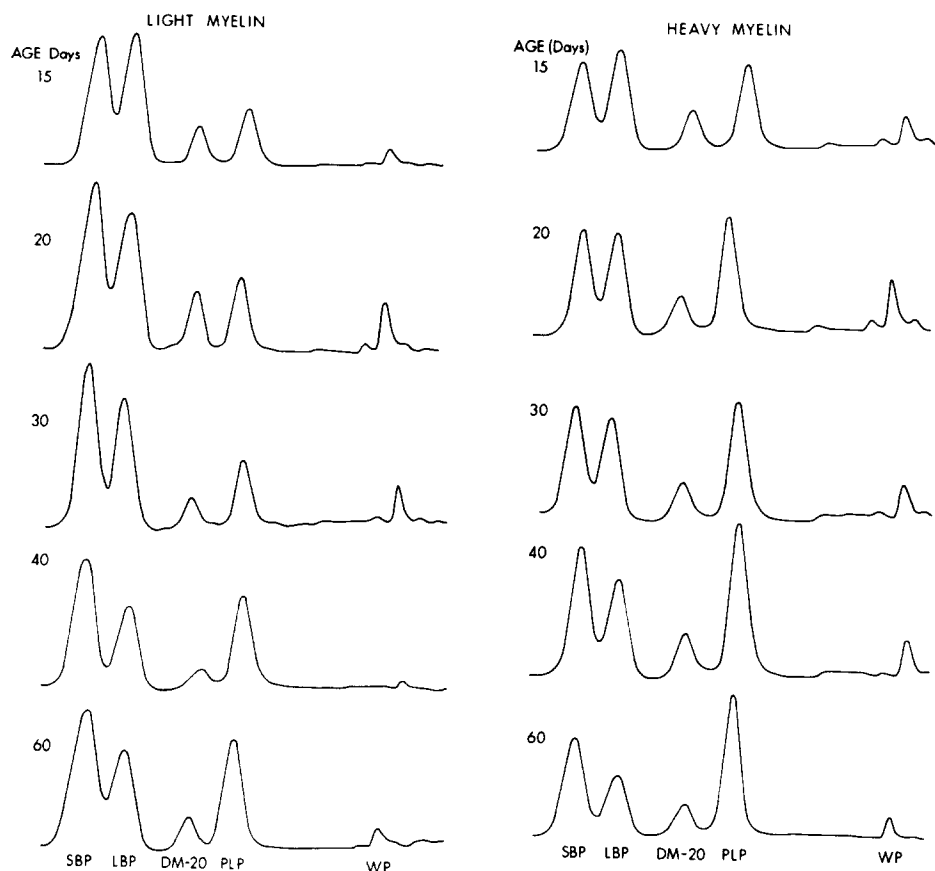 LIGHT MYELIN
AGE Days
15
20
30
40
60
SBP LBP DM-20 PLP WP
HEAVY MYELIN
AGE (Days)
15
20
30
40
60
SBP LBP DM-20 PLP WP